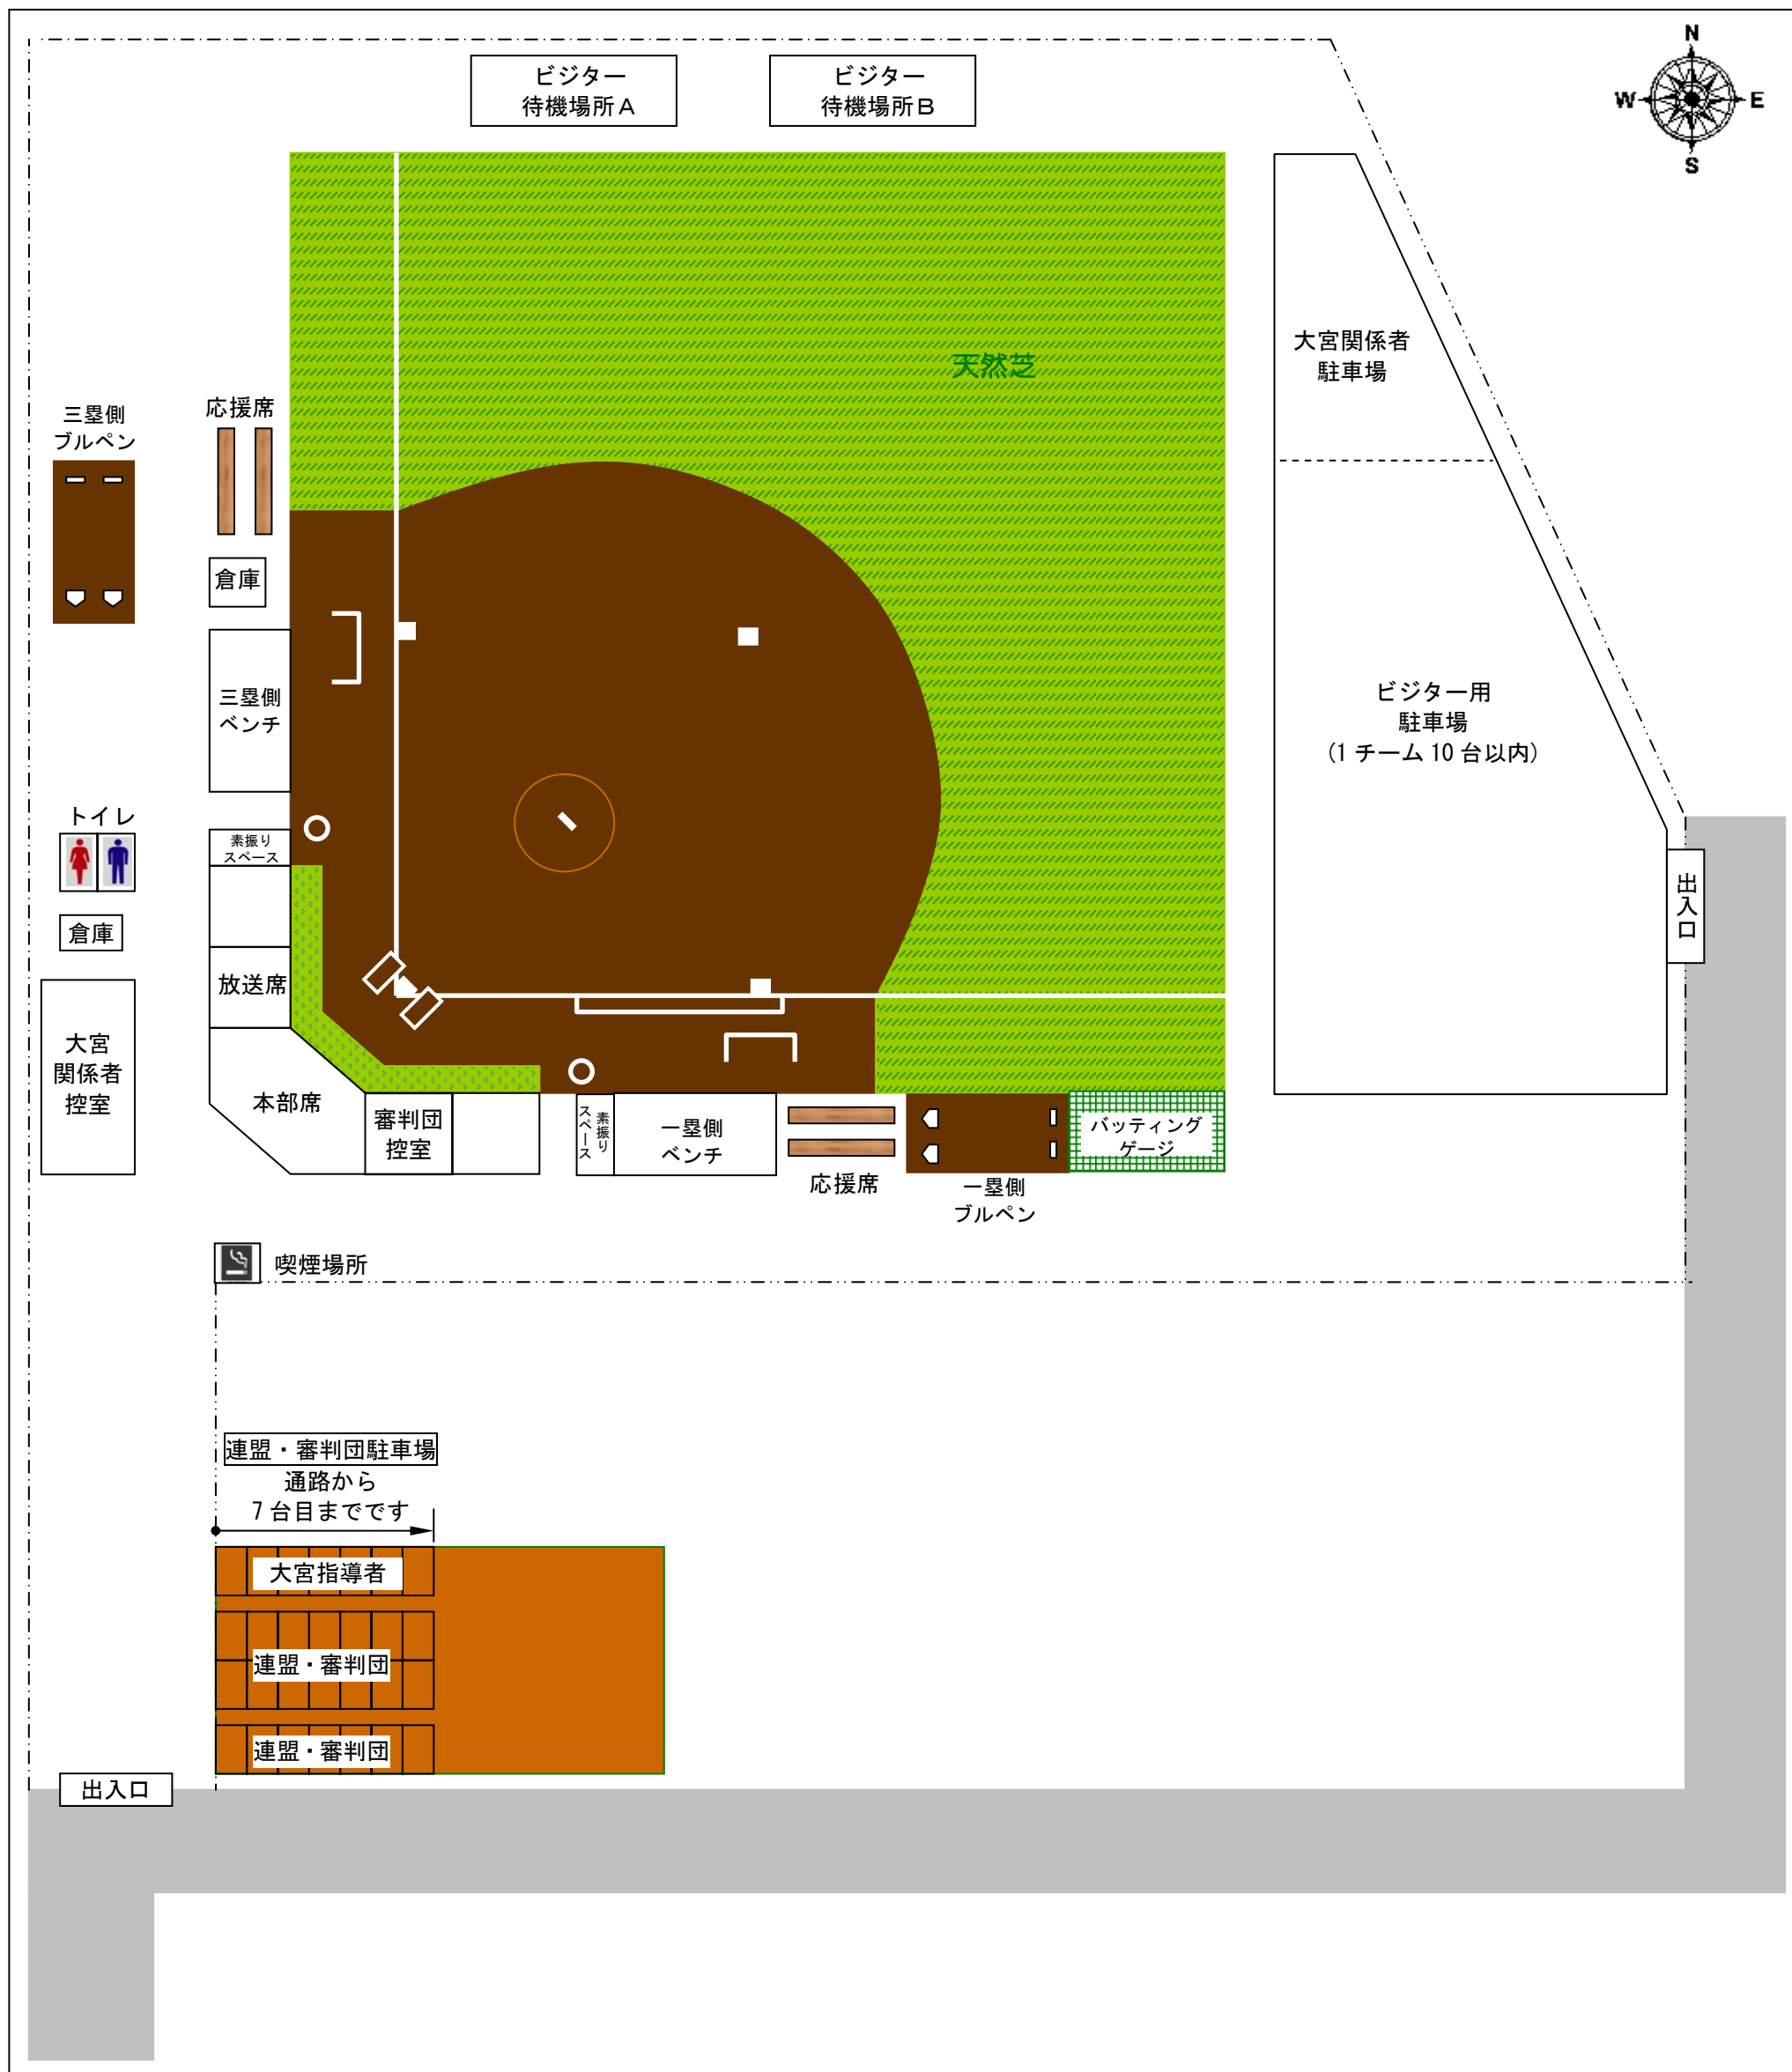 ビジター
待機場所A
ビジター
待機場所B
N
W
E
S
大宮関係者
駐車場
天然芝
三塁側
ブルペン
応援席
倉庫
三塁側
ベンチ
ビジター用
駐車場
(1チーム10台以内)
トイレ
素振り
スペース
出入口
倉庫
放送席
大宮
関係者
控室
本部席
審判団
控室
素振り
スペース
一塁側
ベンチ
応援席
一塁側
ブルペン
バッティング
ゲージ
喫煙場所
連盟・審判団駐車場
通路から
7台目までです
大宮指導者
連盟・審判団
連盟・審判団
出入口